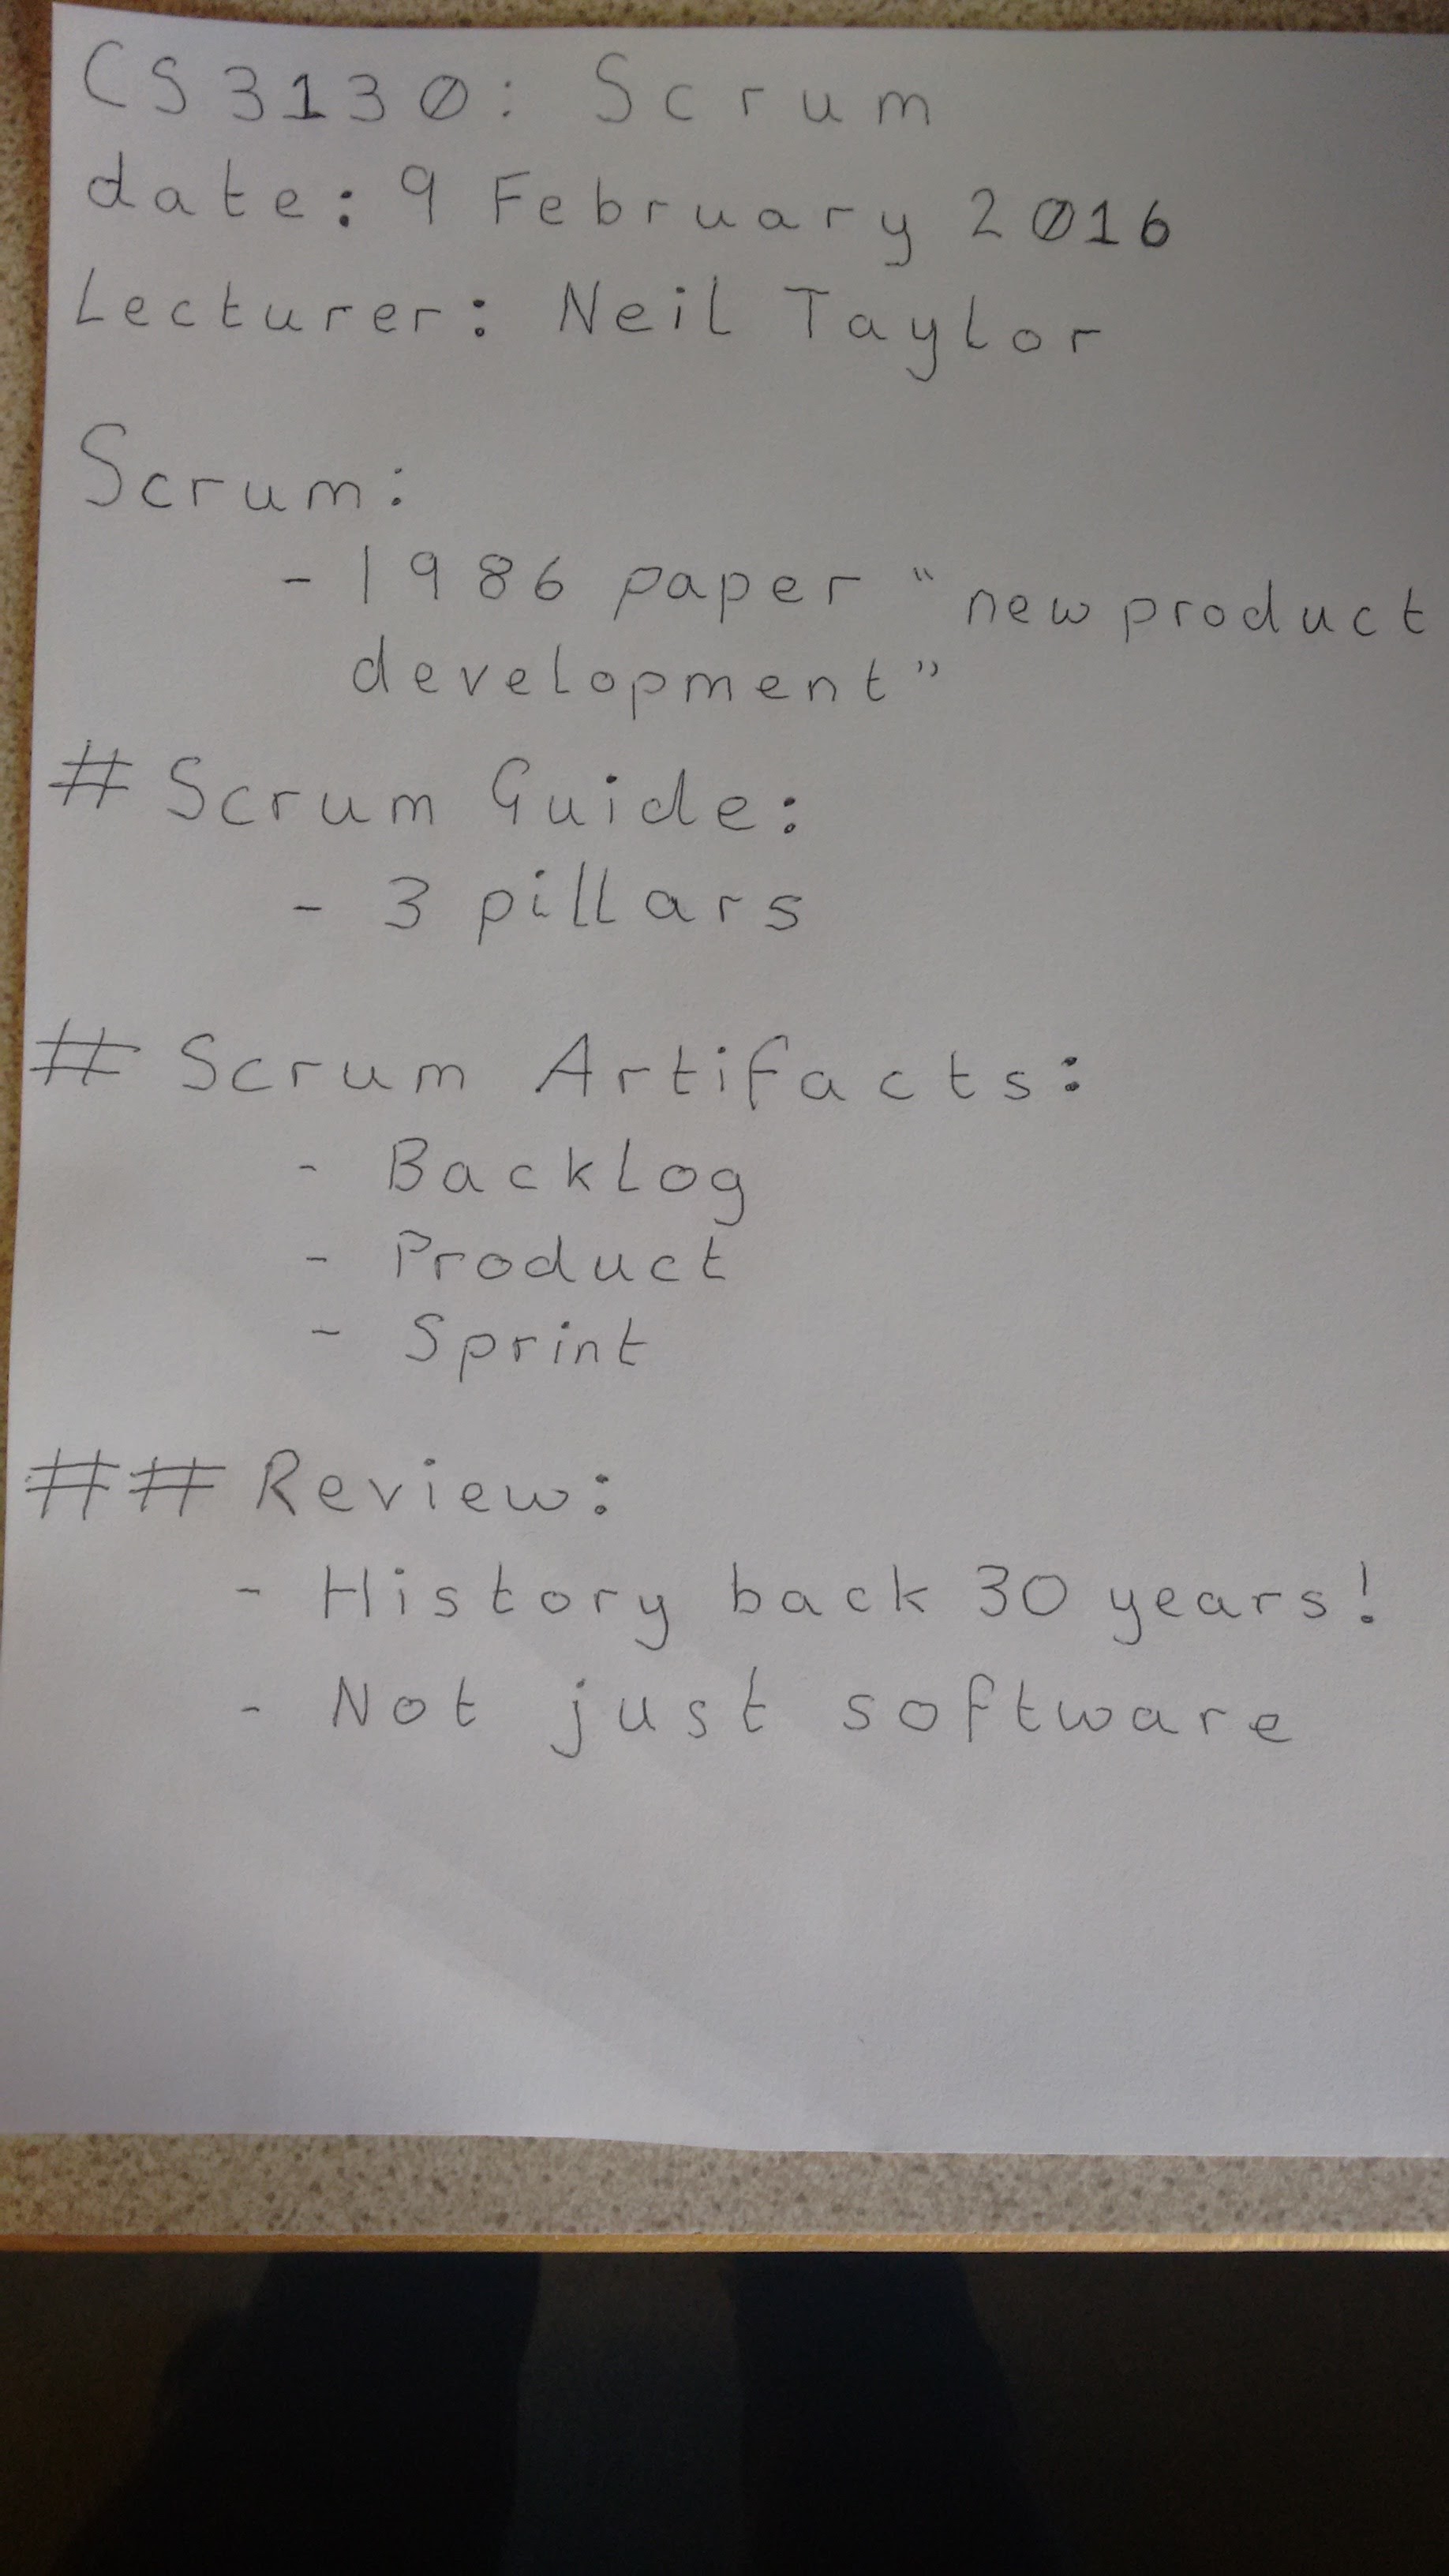 CS3130: Scrum
date: 9 February 2016
Lecturer: Neil Taylor
Scrum:
- 1986 paper "new product
development"
# Scrum Guide:
- 3 pillars
# Scrum Artifacts:
- Backlog
- Product
- Sprint
## Review:
- History back 30 years!
- Not just software